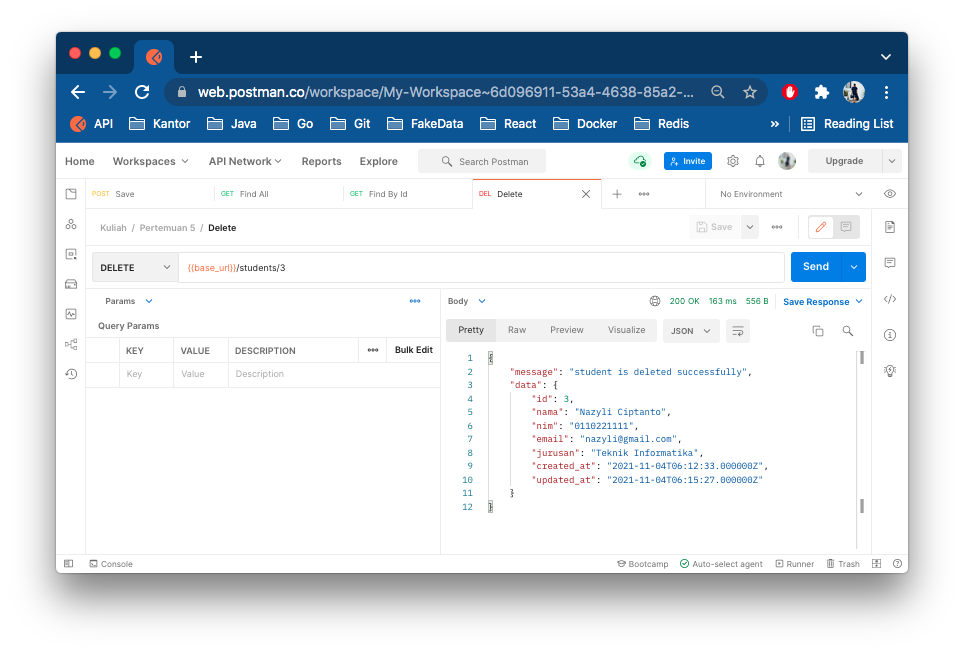 web.postman.co/workspace/My-Workspace~6d096911-53a4-4638-85a2-...
API Kantor Java Go Git FakeData React Docker Redis » Reading List
Home Workspaces API Network Reports Explore Search Postman Invite Upgrade
POST Save GET Find All GET Find By Id DEL Delete No Environment
Kuliah / Pertemuan 5 / Delete Save
DELETE {{base_url}}/students/3 Send
Params
Query Params
KEY VALUE DESCRIPTION Bulk Edit
Key Value Description
Body 200 OK 163 ms 556 B Save Response
Pretty Raw Preview Visualize JSON
1 {
2 "message": "student is deleted successfully",
3 "data": {
4 "id": 3,
5 "nama": "Nazyli Ciptanto",
6 "nim": "0110221111",
7 "email": "nazyli@gmail.com",
8 "jurusan": "Teknik Informatika",
9 "created_at": "2021-11-04T06:12:33.000000Z",
10 "updated_at": "2021-11-04T06:15:27.000000Z"
11 }
12 }
Console Bootcamp Auto-select agent Runner Trash